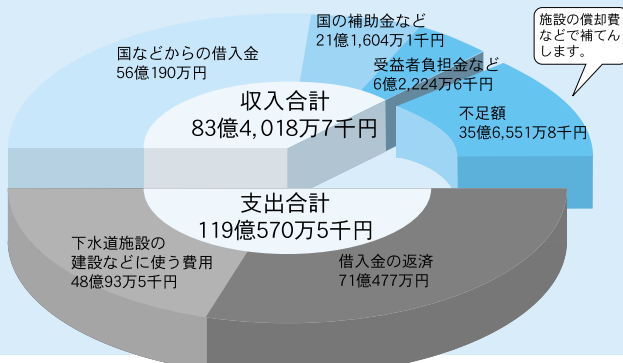 国の補助金など
21億1,604万1千円
施設の償却費
などで補てん
します。
国などからの借入金
56億190万円
受益者負担金など
6億2,224万6千円
収入合計
83億4,018万7千円
不足額
35億6,551万8千円
支出合計
119億570万5千円
下水道施設の
建設などに使う費用
48億93万5千円
借入金の返済
71億477万円